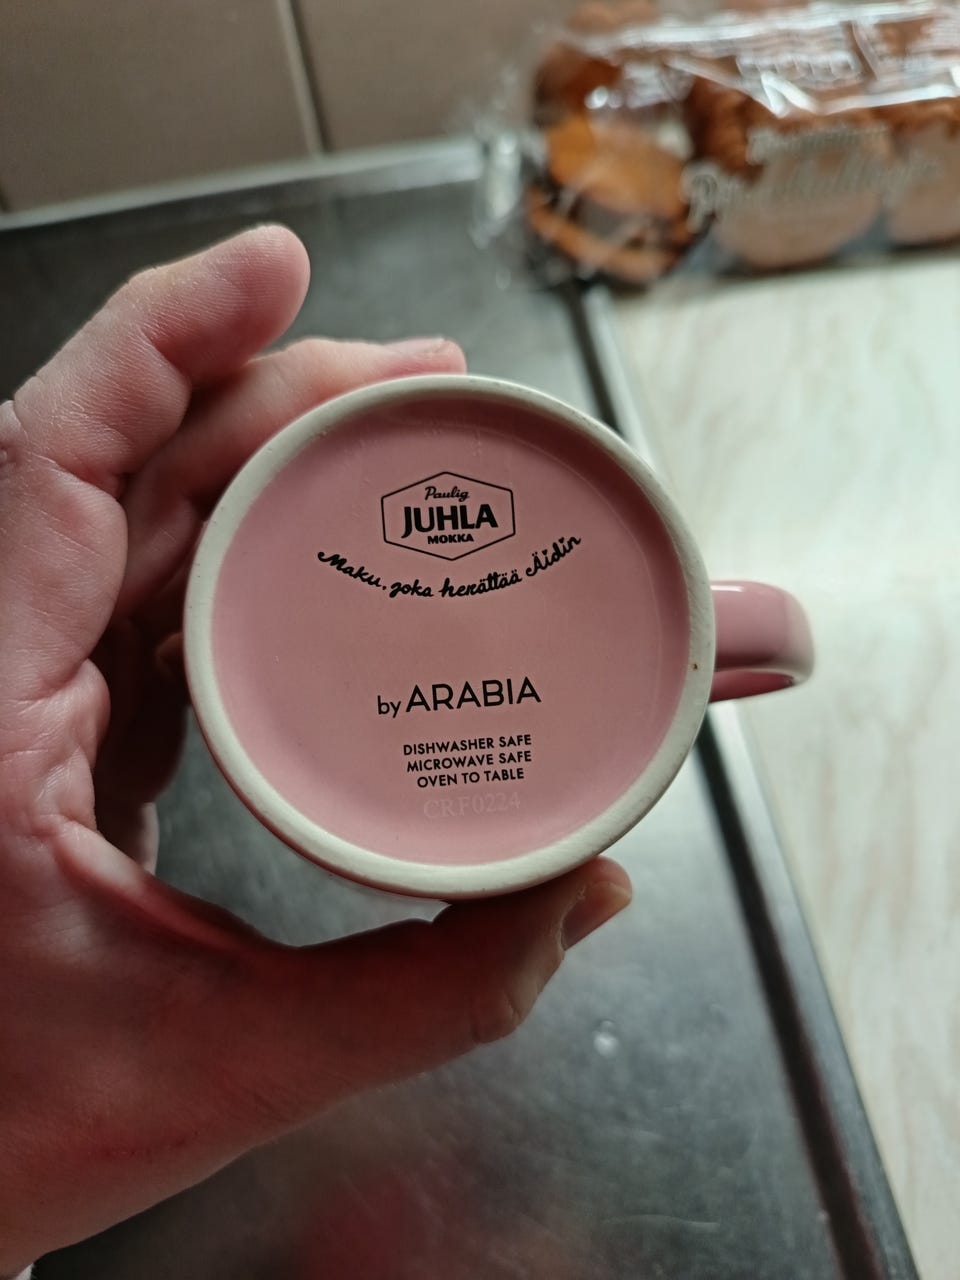 Paulig
JUHLA
MOKKA
Maku, joka herättää Äidin
by ARABIA
DISHWASHER SAFE
MICROWAVE SAFE
OVEN TO TABLE
CRF0224